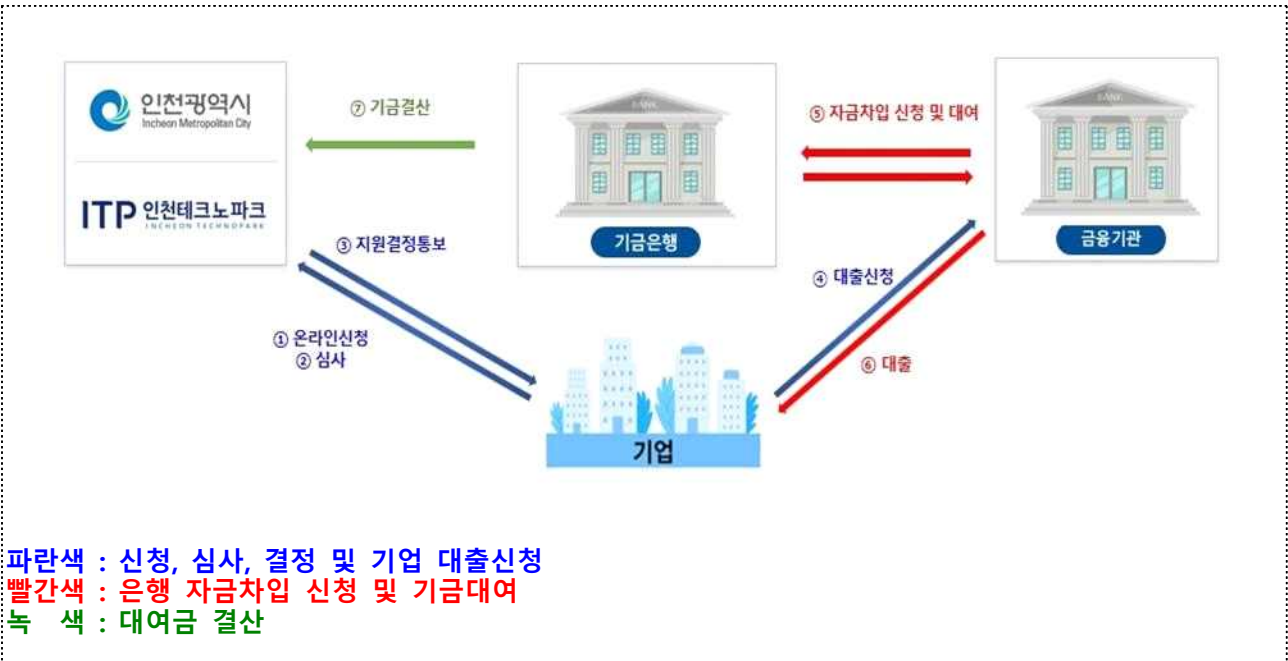 인천광역시
Incheon Metropolitan City
ITP 인천테크노파크
INCHEON TECHNOPARK
⑦ 기금결산
BANK
기금은행
⑤ 자금차입 신청 및 대여
BANK
금융기관
③ 지원결정통보
① 온라인신청
② 심사
④ 대출신청
⑥ 대출
기업
파란색 : 신청, 심사, 결정 및 기업 대출신청
빨간색 : 은행 자금차입 신청 및 기금대여
녹 색 : 대여금 결산